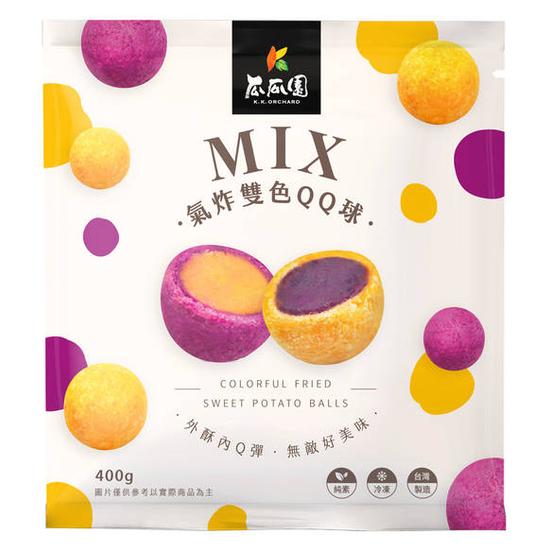 瓜瓜園
K.K. ORCHARD
MIX
·氣炸雙色QQ球·
COLORFUL FRIED
SWEET POTATO BALLS
·外酥內Q彈·無敵好美味·
400g
圖片僅供參考以實際商品為主
純素
冷凍
台灣
製造